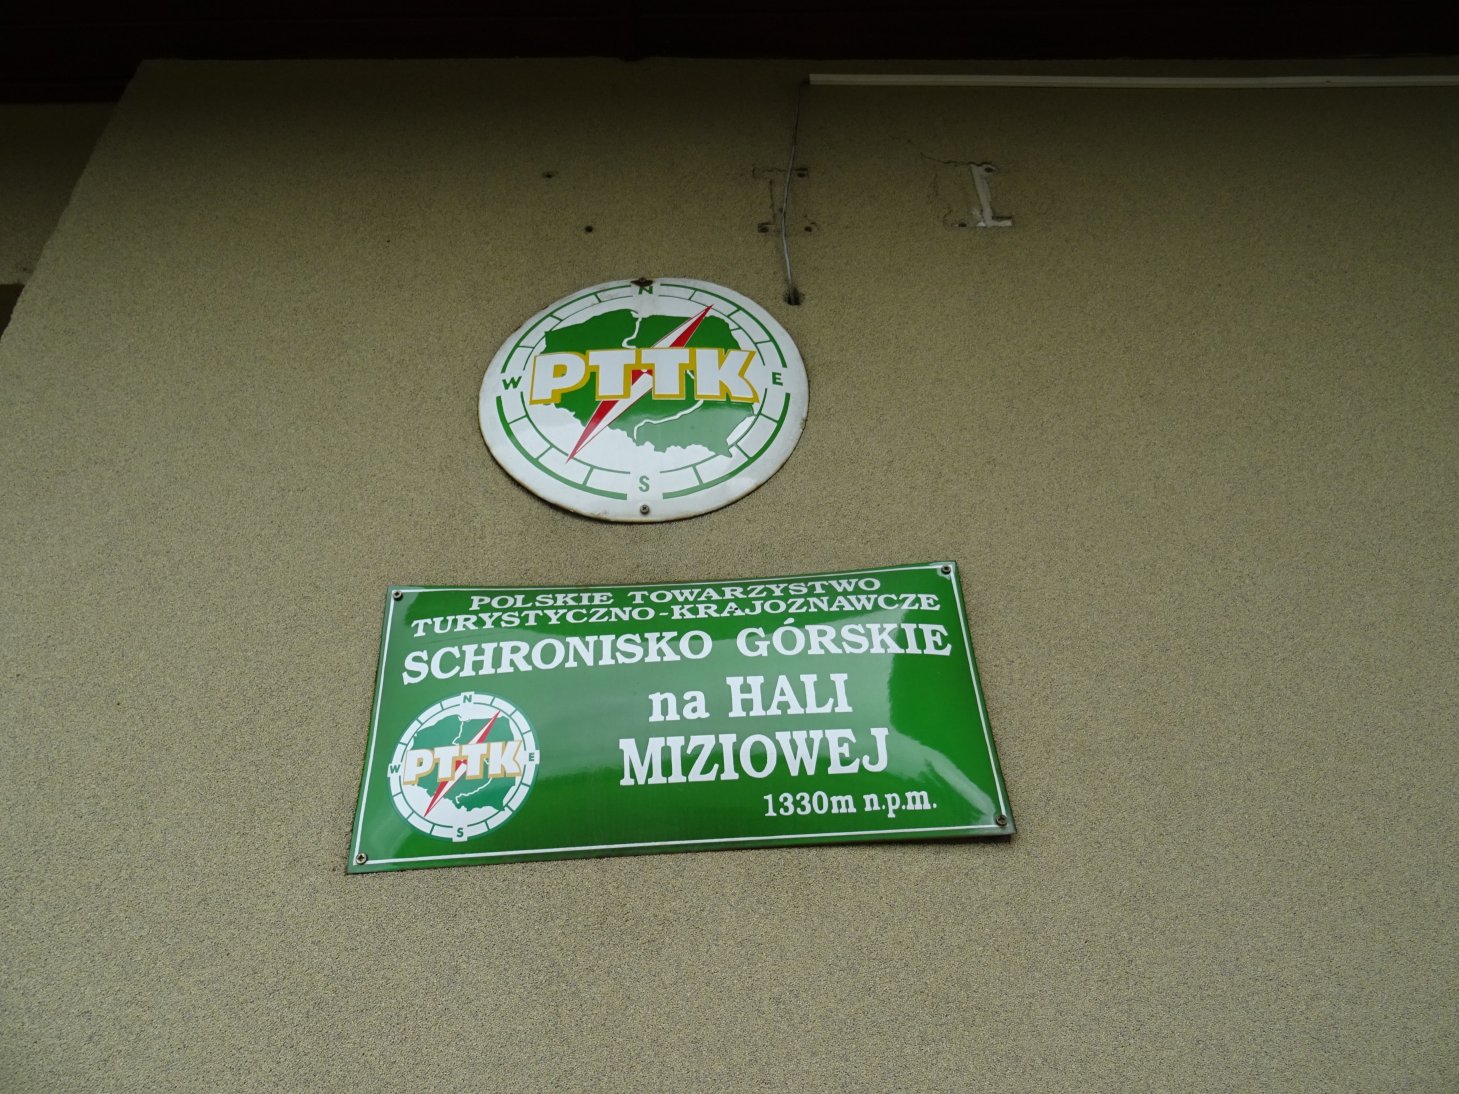 N
PTTK
W E
S
POLSKIE TOWARZYSTWO
TURYSTYCZNO-KRAJOZNAWCZE
SCHRONISKO GÓRSKIE
na HALI
MIZIOWEJ
1330m n.p.m.
N
PTTK
W E
S